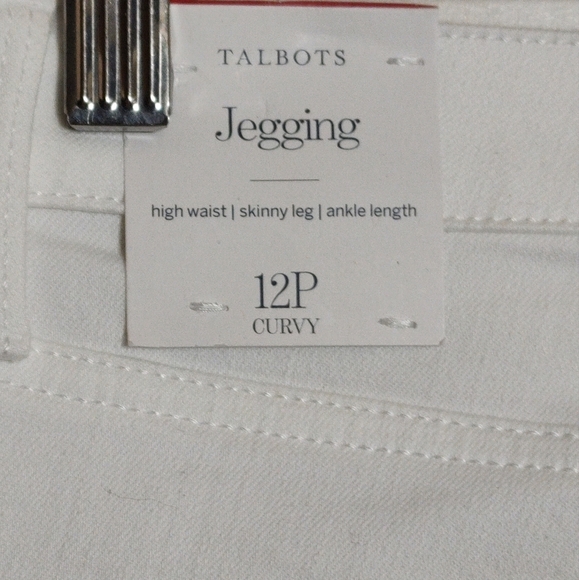 TALBOTS
Jegging
high waist | skinny leg | ankle length
12P
CURVY